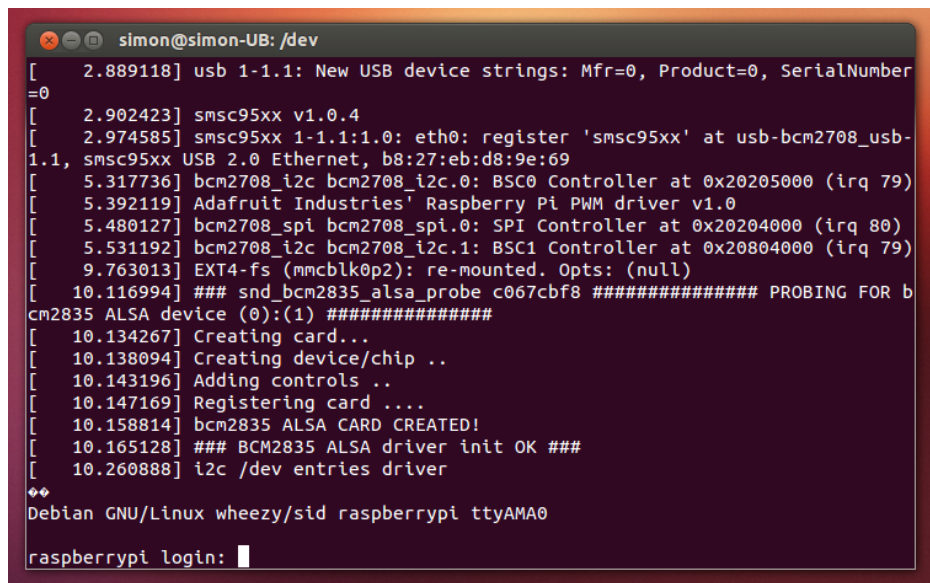 simon@simon-UB: /dev
[    2.889118] usb 1-1.1: New USB device strings: Mfr=0, Product=0, SerialNumber
=0
[    2.902423] smsc95xx v1.0.4
[    2.974585] smsc95xx 1-1.1:1.0: eth0: register 'smsc95xx' at usb-bcm2708_usb-
1.1, smsc95xx USB 2.0 Ethernet, b8:27:eb:d8:9e:69
[    5.317736] bcm2708_i2c bcm2708_i2c.0: BSC0 Controller at 0x20205000 (irq 79)
[    5.392119] Adafruit Industries' Raspberry Pi PWM driver v1.0
[    5.480127] bcm2708_spi bcm2708_spi.0: SPI Controller at 0x20204000 (irq 80)
[    5.531192] bcm2708_i2c bcm2708_i2c.1: BSC1 Controller at 0x20804000 (irq 79)
[    9.763013] EXT4-fs (mmcblk0p2): re-mounted. Opts: (null)
[   10.116994] ### snd_bcm2835_alsa_probe c067cbf8 ############### PROBING FOR b
cm2835 ALSA device (0):(1) ###############
[   10.134267] Creating card...
[   10.138094] Creating device/chip ..
[   10.143196] Adding controls ..
[   10.147169] Registering card ....
[   10.158814] bcm2835 ALSA CARD CREATED!
[   10.165128] ### BCM2835 ALSA driver init OK ###
[   10.260888] i2c /dev entries driver
��
Debian GNU/Linux wheezy/sid raspberrypi ttyAMA0
raspberrypi login: